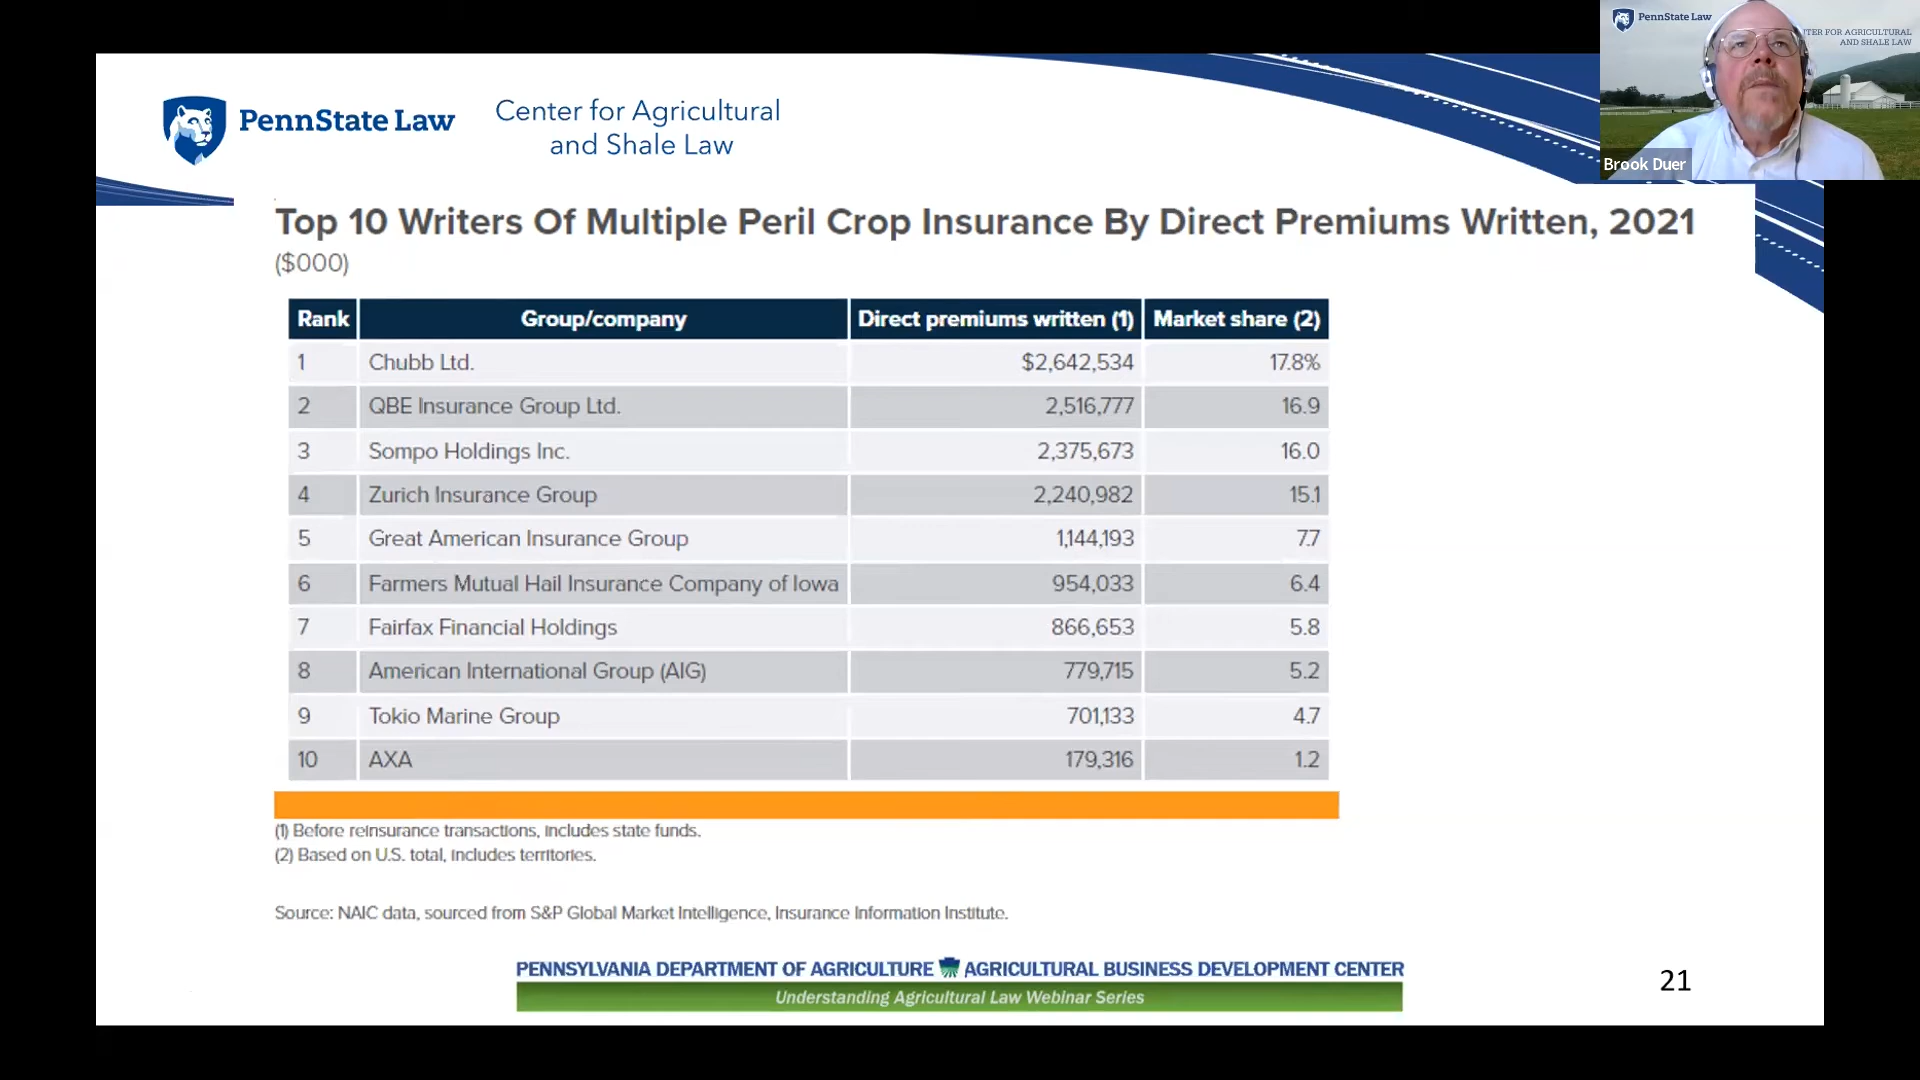 PennState Law
Center for Agricultural
and Shale Law
PennState Law
TER FOR AGRICULTURAL
AND SHALE LAW
Brook Duer
Top 10 Writers Of Multiple Peril Crop Insurance By Direct Premiums Written, 2021
($000)
Rank Group/company Direct premiums written (1) Market share (2)
1 Chubb Ltd. $2,642,534 17.8%
2 QBE Insurance Group Ltd. 2,516,777 16.9
3 Sompo Holdings Inc. 2,375,673 16.0
4 Zurich Insurance Group 2,240,982 15.1
5 Great American Insurance Group 1,144,193 7.7
6 Farmers Mutual Hail Insurance Company of Iowa 954,033 6.4
7 Fairfax Financial Holdings 866,653 5.8
8 American International Group (AIG) 779,715 5.2
9 Tokio Marine Group 701,133 4.7
10 AXA 179,316 1.2
(1) Before reinsurance transactions, includes state funds.
(2) Based on U.S. total, includes territories.
Source: NAIC data, sourced from S&P Global Market Intelligence, Insurance Information Institute.
PENNSYLVANIA DEPARTMENT OF AGRICULTURE AGRICULTURAL BUSINESS DEVELOPMENT CENTER
Understanding Agricultural Law Webinar Series
21